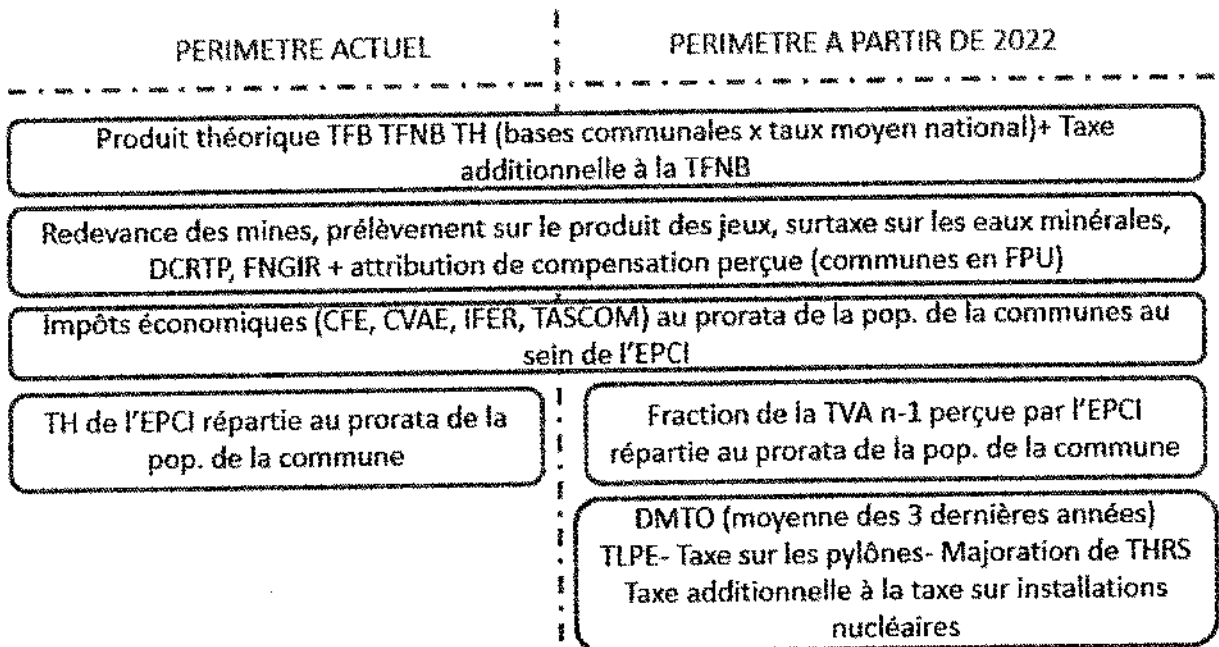 PERIMETRE ACTUEL
PERIMETRE A PARTIR DE 2022
Produit théorique TFB TFNB TH (bases communales x taux moyen national)+ Taxe
additionnelle à la TFNB
Redevance des mines, prélèvement sur le produit des jeux, surtaxe sur les eaux minérales,
DCRTP, FNGIR + attribution de compensation perçue (communes en FPU)
Impôts économiques (CFE, CVAE, IFER, TASCOM) au prorata de la pop. de la communes au
sein de l'EPCI
TH de l'EPCI répartie au prorata de la
pop. de la commune
Fraction de la TVA n-1 perçue par l'EPCI
répartie au prorata de la pop. de la commune
DMTO (moyenne des 3 dernières années)
TLPE- Taxe sur les pylônes- Majoration de THRS
Taxe additionnelle à la taxe sur installations
nucléaires